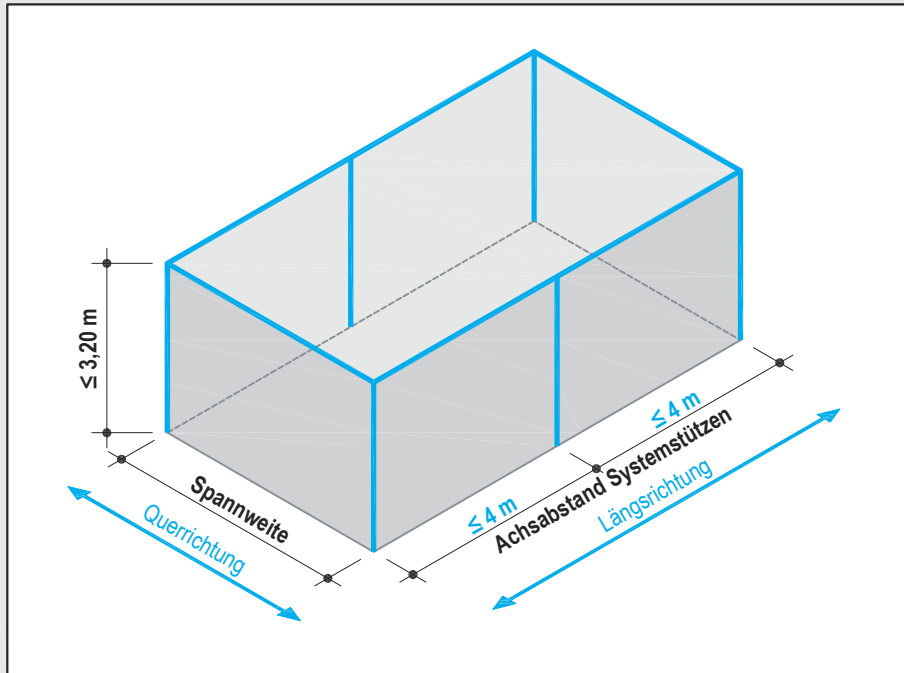 ≤ 3,20 m
Spannweite
Querrichtung
≤ 4 m
≤ 4 m
Achsabstand Systemstützen
Längsrichtung